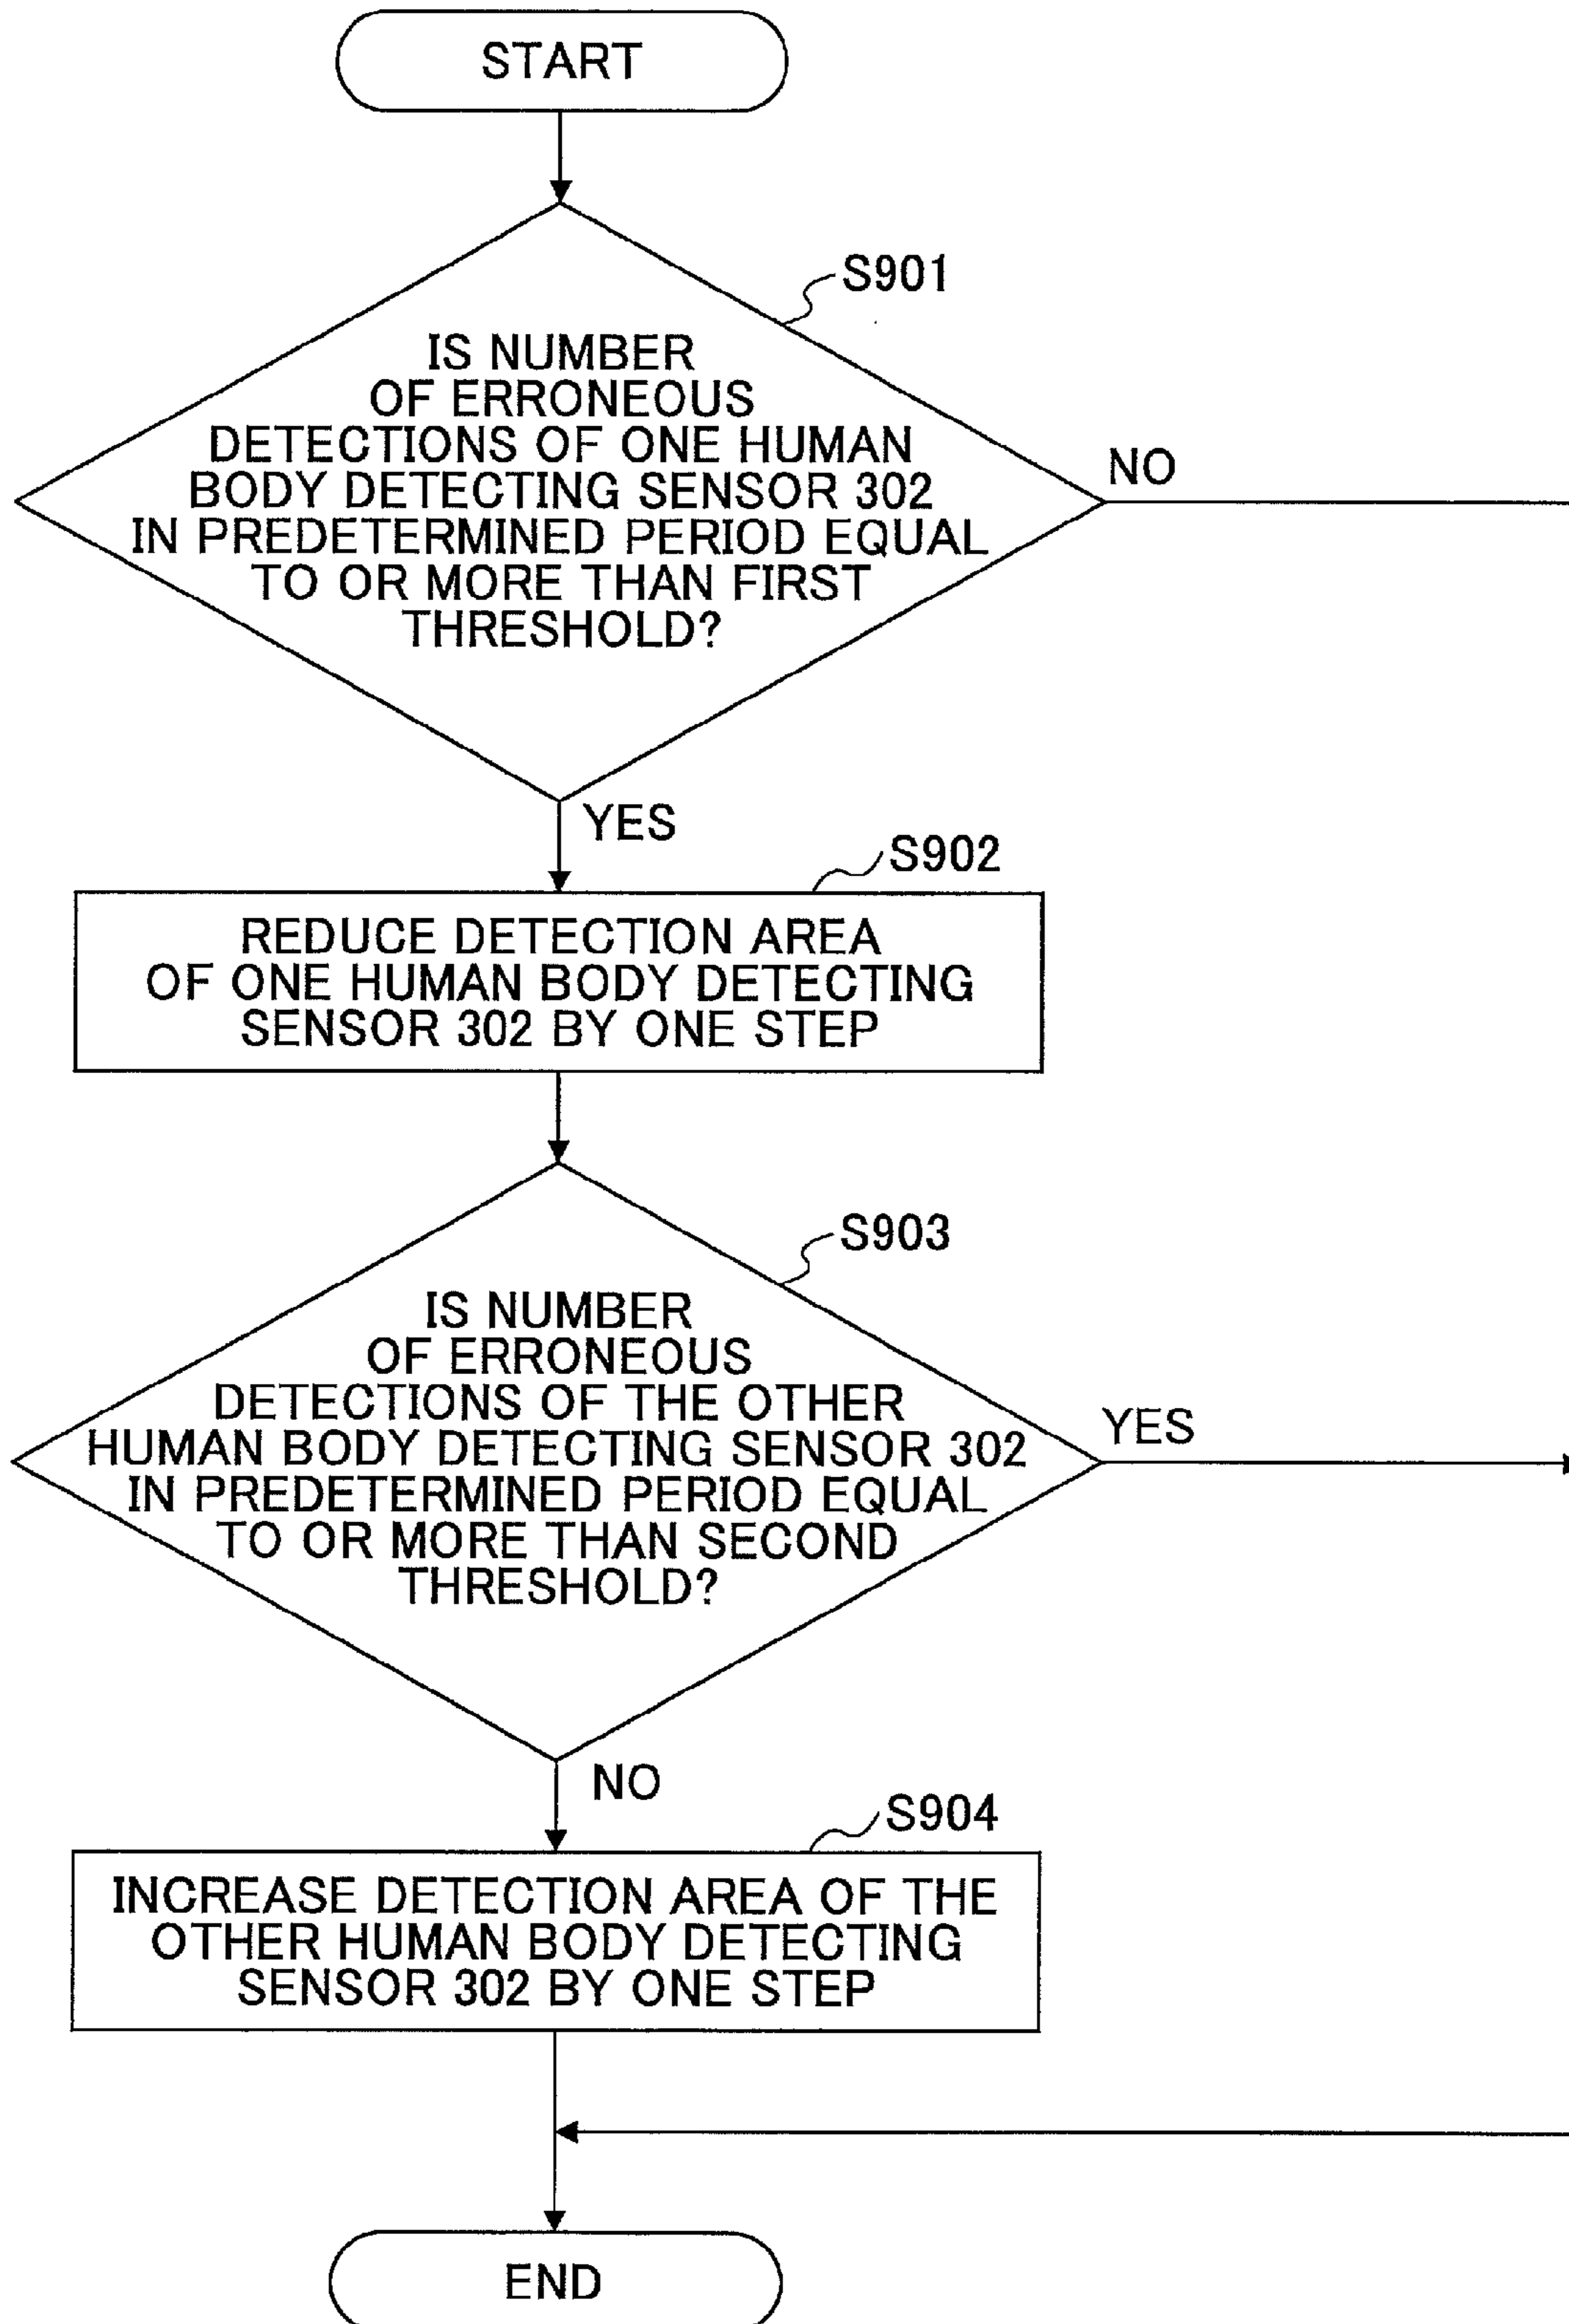 START
S901
IS NUMBER
OF ERRONEOUS
DETECTIONS OF ONE HUMAN
BODY DETECTING SENSOR 302
IN PREDETERMINED PERIOD EQUAL
TO OR MORE THAN FIRST
THRESHOLD?
NO
YES
S902
REDUCE DETECTION AREA
OF ONE HUMAN BODY DETECTING
SENSOR 302 BY ONE STEP
S903
IS NUMBER
OF ERRONEOUS
DETECTIONS OF THE OTHER
HUMAN BODY DETECTING SENSOR 302
IN PREDETERMINED PERIOD EQUAL
TO OR MORE THAN SECOND
THRESHOLD?
YES
NO
S904
INCREASE DETECTION AREA OF THE
OTHER HUMAN BODY DETECTING
SENSOR 302 BY ONE STEP
END